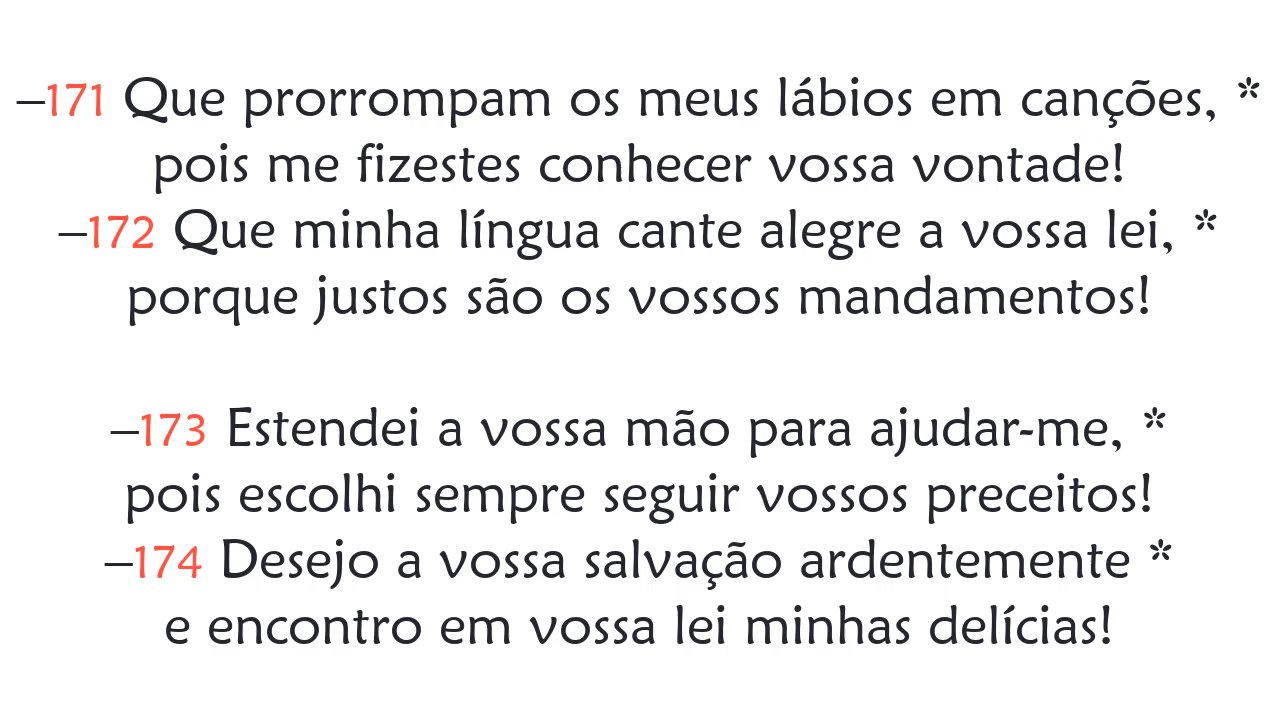 –171 Que prorrompam os meus lábios em canções, *
pois me fizestes conhecer vossa vontade!
–172 Que minha língua cante alegre a vossa lei, *
porque justos são os vossos mandamentos!
–173 Estendei a vossa mão para ajudar-me, *
pois escolhi sempre seguir vossos preceitos!
–174 Desejo a vossa salvação ardentemente *
e encontro em vossa lei minhas delícias!